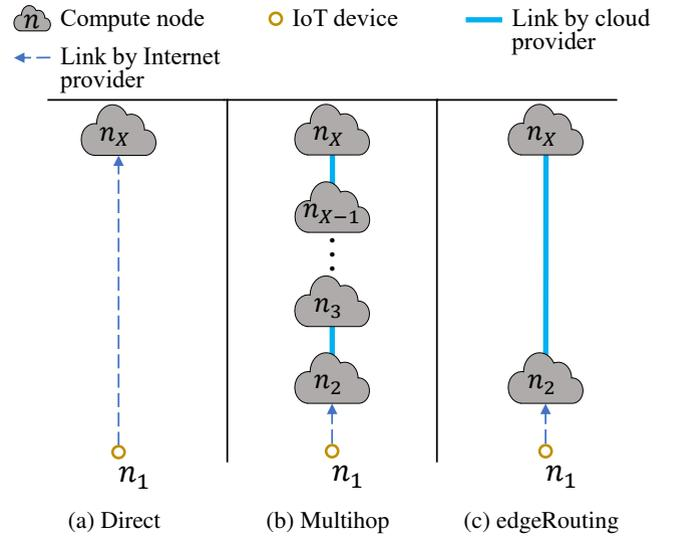 n Compute node
IoT device
Link by cloud
provider
Link by Internet
provider
n_X
n_X
n_{X-1}
n_3
n_2
n_1
n_X
n_2
n_1
n_1
(a) Direct
(b) Multihop
(c) edgeRouting